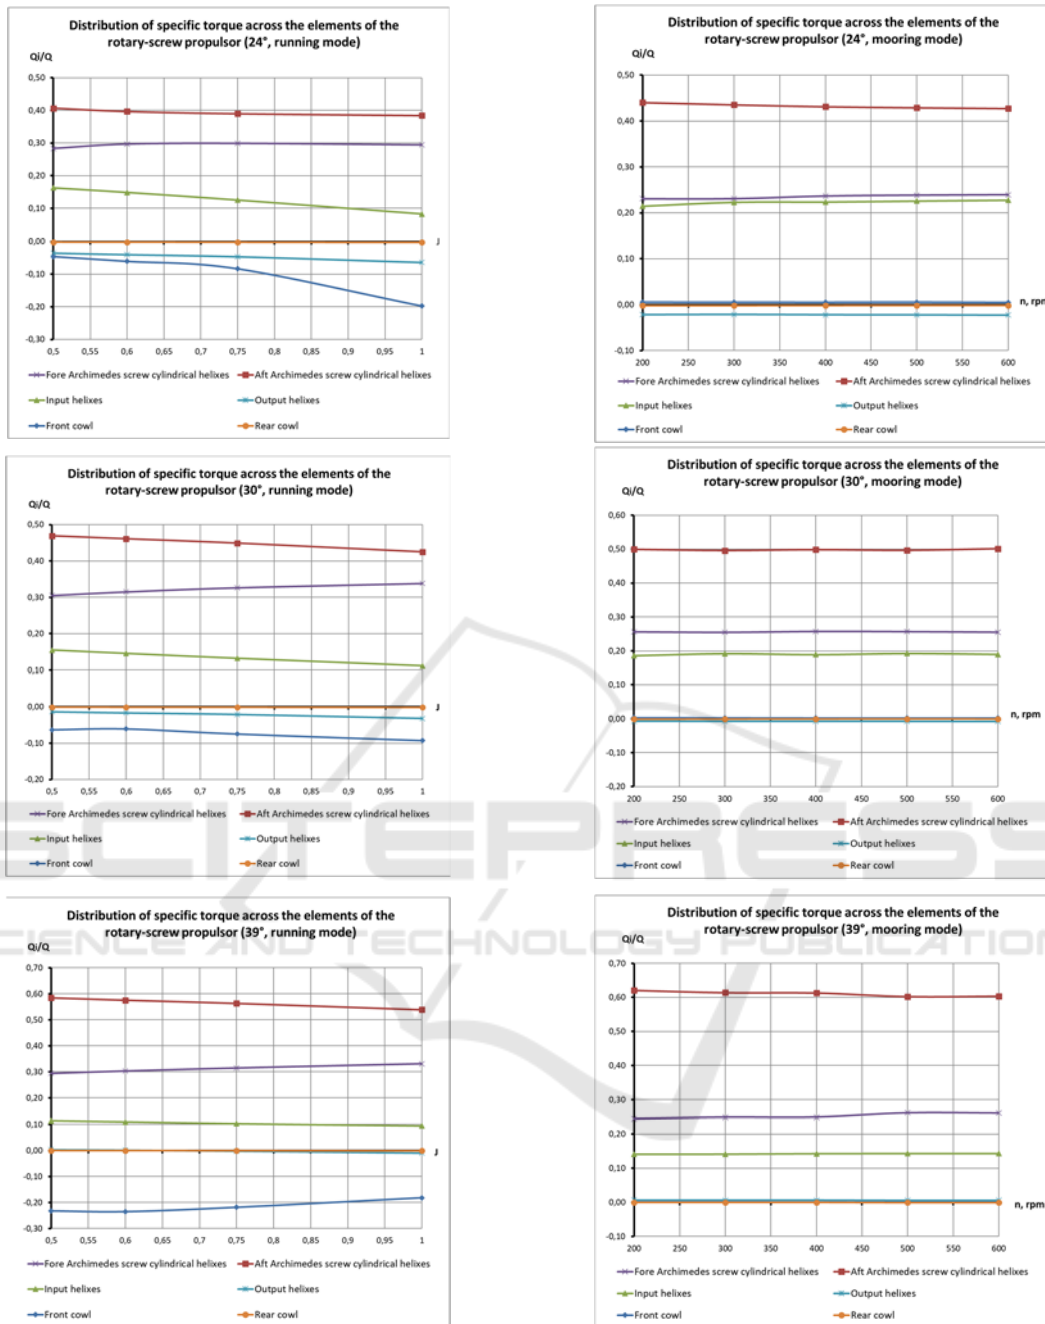 Distribution of specific torque across the elements of the
rotary-screw propulsor (24°, running mode)
Qi/Q
0,50
0,40
0,30
0,20
0,10
0,00
-0,10
-0,20
-0,30
J
0,5 0,55 0,6 0,65 0,7 0,75 0,8 0,85 0,9 0,95 1
Fore Archimedes screw cylindrical helixes Aft Archimedes screw cylindrical helixes
Input helixes Output helixes
Front cowl Rear cowl
Distribution of specific torque across the elements of the
rotary-screw propulsor (24°, mooring mode)
Qi/Q
0,50
0,40
0,30
0,20
0,10
0,00
-0,10
n, rpm
200 250 300 350 400 450 500 550 600
Fore Archimedes screw cylindrical helixes Aft Archimedes screw cylindrical helixes
Input helixes Output helixes
Front cowl Rear cowl
Distribution of specific torque across the elements of the
rotary-screw propulsor (30°, running mode)
Qi/Q
0,50
0,40
0,30
0,20
0,10
0,00
-0,10
-0,20
J
0,5 0,55 0,6 0,65 0,7 0,75 0,8 0,85 0,9 0,95 1
Fore Archimedes screw cylindrical helixes Aft Archimedes screw cylindrical helixes
Input helixes Output helixes
Front cowl Rear cowl
Distribution of specific torque across the elements of the
rotary-screw propulsor (30°, mooring mode)
Qi/Q
0,60
0,50
0,40
0,30
0,20
0,10
0,00
-0,10
-0,20
n, rpm
200 250 300 350 400 450 500 550 600
Fore Archimedes screw cylindrical helixes Aft Archimedes screw cylindrical helixes
Input helixes Output helixes
Front cowl Rear cowl
Distribution of specific torque across the elements of the
rotary-screw propulsor (39°, running mode)
Qi/Q
0,70
0,60
0,50
0,40
0,30
0,20
0,10
0,00
-0,10
-0,20
-0,30
J
0,5 0,55 0,6 0,65 0,7 0,75 0,8 0,85 0,9 0,95 1
Fore Archimedes screw cylindrical helixes Aft Archimedes screw cylindrical helixes
Input helixes Output helixes
Front cowl Rear cowl
Distribution of specific torque across the elements of the
rotary-screw propulsor (39°, mooring mode)
Qi/Q
0,70
0,60
0,50
0,40
0,30
0,20
0,10
0,00
-0,10
n, rpm
200 250 300 350 400 450 500 550 600
Fore Archimedes screw cylindrical helixes Aft Archimedes screw cylindrical helixes
Input helixes Output helixes
Front cowl Rear cowl
SCITEPRESS
SCIENCE AND TECHNOLOGY PUBLICATIONS